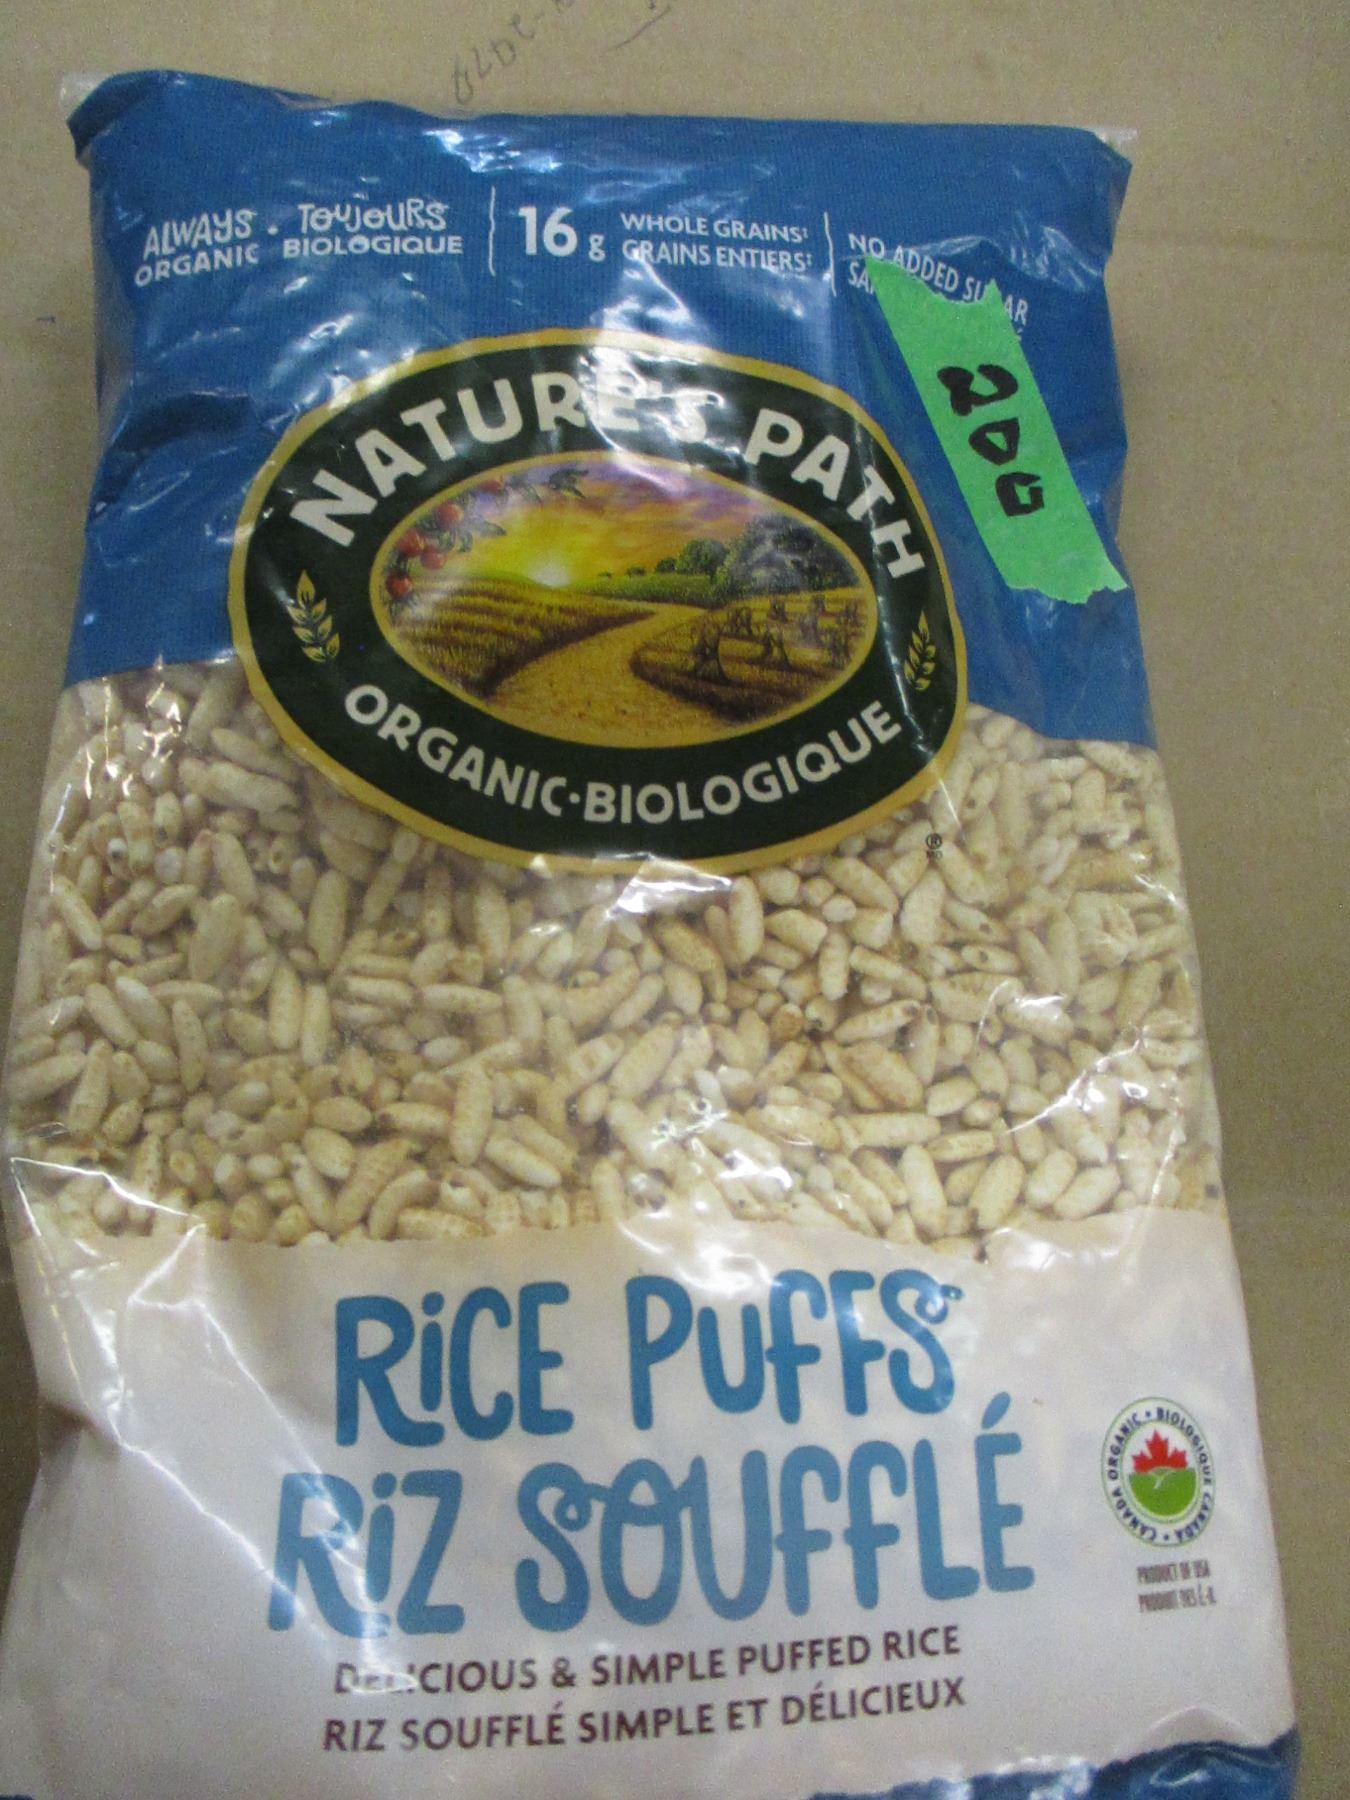 ALWAYS • TOUJOURS
ORGANIC BIOLOGIQUE
16 g
WHOLE GRAINS‡
GRAINS ENTIERS‡
NO ADDED
200
NATURE'S PATH
ORGANIC•BIOLOGIQUE
®
MD
RICE PUFFS
RIZ SOUFFLÉ
CANADA ORGANIC • BIOLOGIQUE CANADA •
PRODUCT OF USA
PRODUIT DES É-U.
DELICIOUS & SIMPLE PUFFED RICE
RIZ SOUFFLÉ SIMPLE ET DÉLICIEUX